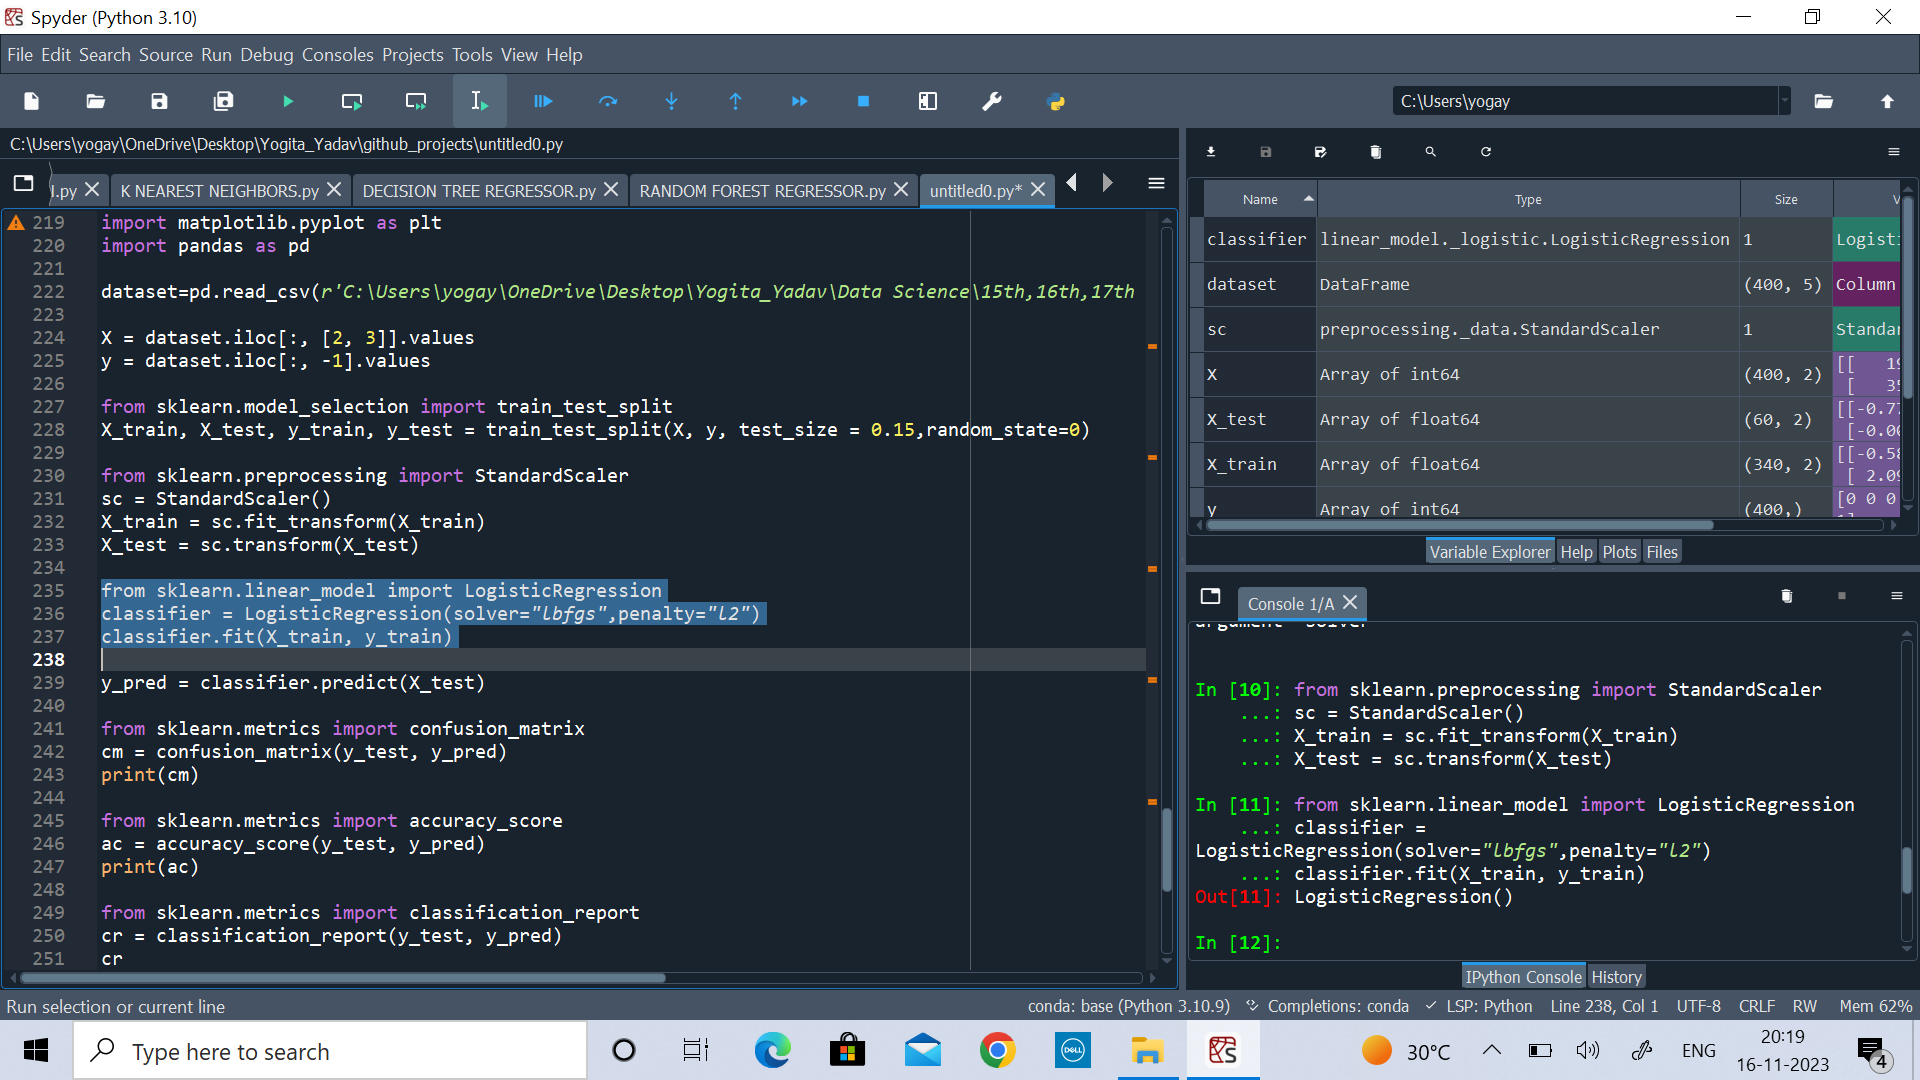 Spyder (Python 3.10)
File Edit Search Source Run Debug Consoles Projects Tools View Help
C:\Users\yogay
C:\Users\yogay\OneDrive\Desktop\Yogita_Yadav\github_projects\untitled0.py
.py K NEAREST NEIGHBORS.py DECISION TREE REGRESSOR.py RANDOM FOREST REGRESSOR.py untitled0.py*
219 import matplotlib.pyplot as plt
220 import pandas as pd
221
222 dataset=pd.read_csv(r'C:\Users\yogay\OneDrive\Desktop\Yogita_Yadav\Data Science\15th,16th,17th
223
224 X = dataset.iloc[:, [2, 3]].values
225 y = dataset.iloc[:, -1].values
226
227 from sklearn.model_selection import train_test_split
228 X_train, X_test, y_train, y_test = train_test_split(X, y, test_size = 0.15,random_state=0)
229
230 from sklearn.preprocessing import StandardScaler
231 sc = StandardScaler()
232 X_train = sc.fit_transform(X_train)
233 X_test = sc.transform(X_test)
234
235 from sklearn.linear_model import LogisticRegression
236 classifier = LogisticRegression(solver="lbfgs",penalty="l2")
237 classifier.fit(X_train, y_train)
238
239 y_pred = classifier.predict(X_test)
240
241 from sklearn.metrics import confusion_matrix
242 cm = confusion_matrix(y_test, y_pred)
243 print(cm)
244
245 from sklearn.metrics import accuracy_score
246 ac = accuracy_score(y_test, y_pred)
247 print(ac)
248
249 from sklearn.metrics import classification_report
250 cr = classification_report(y_test, y_pred)
251 cr
Name Type Size V
classifier linear_model._logistic.LogisticRegression 1 Logist:
dataset DataFrame (400, 5) Column
sc preprocessing._data.StandardScaler 1 Standar
X Array of int64 (400, 2) [[ 19
[ 35
X_test Array of float64 (60, 2) [[-0.77
[-0.00
X_train Array of float64 (340, 2) [[-0.58
[ 2.09
y Array of int64 (400,) [0 0 0
Variable Explorer Help Plots Files
Console 1/A
argument 'solver'
In [10]: from sklearn.preprocessing import StandardScaler
...: sc = StandardScaler()
...: X_train = sc.fit_transform(X_train)
...: X_test = sc.transform(X_test)
In [11]: from sklearn.linear_model import LogisticRegression
...: classifier =
LogisticRegression(solver="lbfgs",penalty="l2")
...: classifier.fit(X_train, y_train)
Out[11]: LogisticRegression()
In [12]:
IPython Console History
Run selection or current line
conda: base (Python 3.10.9) Completions: conda LSP: Python Line 238, Col 1 UTF-8 CRLF RW Mem 62%
Type here to search
DELL
30°C
ENG
20:19
16-11-2023
4